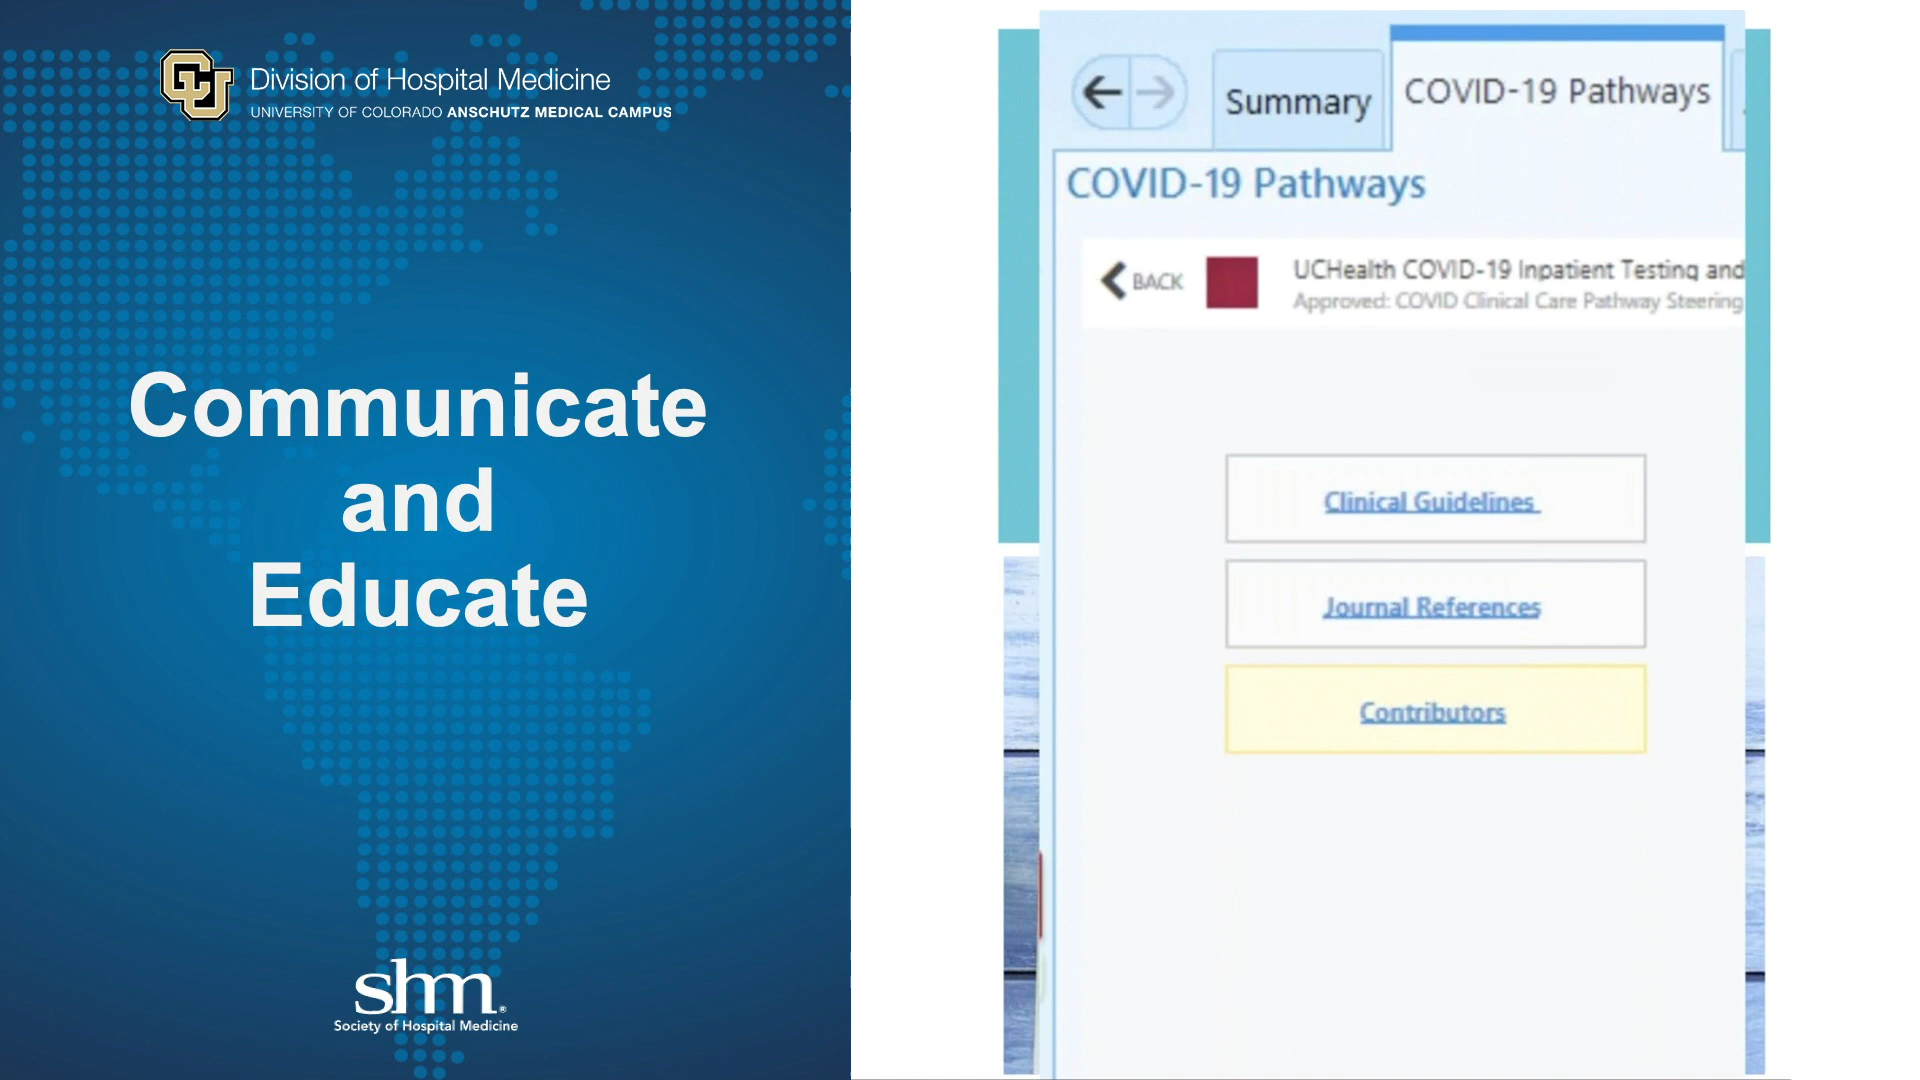 CU
Division of Hospital Medicine
UNIVERSITY OF COLORADO ANSCHUTZ MEDICAL CAMPUS
Communicate
and
Educate
shm
Society of Hospital Medicine
Summary
COVID-19 Pathways
COVID-19 Pathways
BACK
UCHealth COVID-19 Inpatient Testing and
Approved: COVID Clinical Care Pathway Steering
Clinical Guidelines
Journal References
Contributors